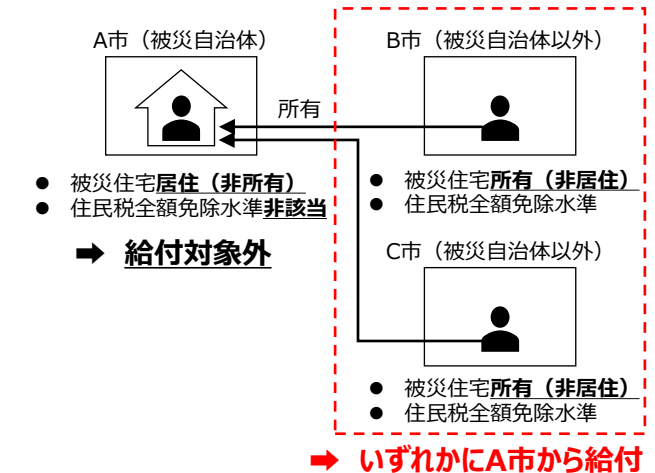 A市（被災自治体）
所有
● 被災住宅居住（非所有）
● 住民税全額免除水準非該当
➡ 給付対象外
B市（被災自治体以外）
● 被災住宅所有（非居住）
● 住民税全額免除水準
C市（被災自治体以外）
● 被災住宅所有（非居住）
● 住民税全額免除水準
➡ いずれかにA市から給付